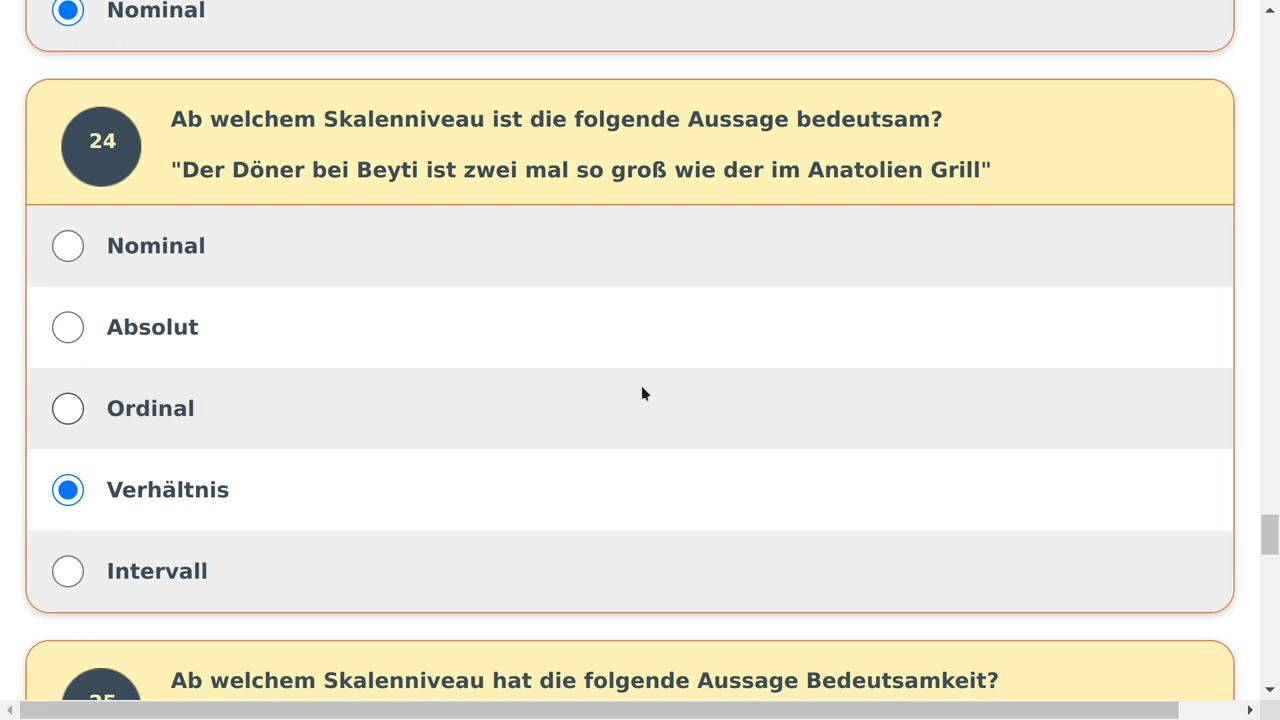 Nominal
24
Ab welchem Skalenniveau ist die folgende Aussage bedeutsam?
"Der Döner bei Beyti ist zwei mal so groß wie der im Anatolien Grill"
Nominal
Absolut
Ordinal
Verhältnis
Intervall
25
Ab welchem Skalenniveau hat die folgende Aussage Bedeutsamkeit?